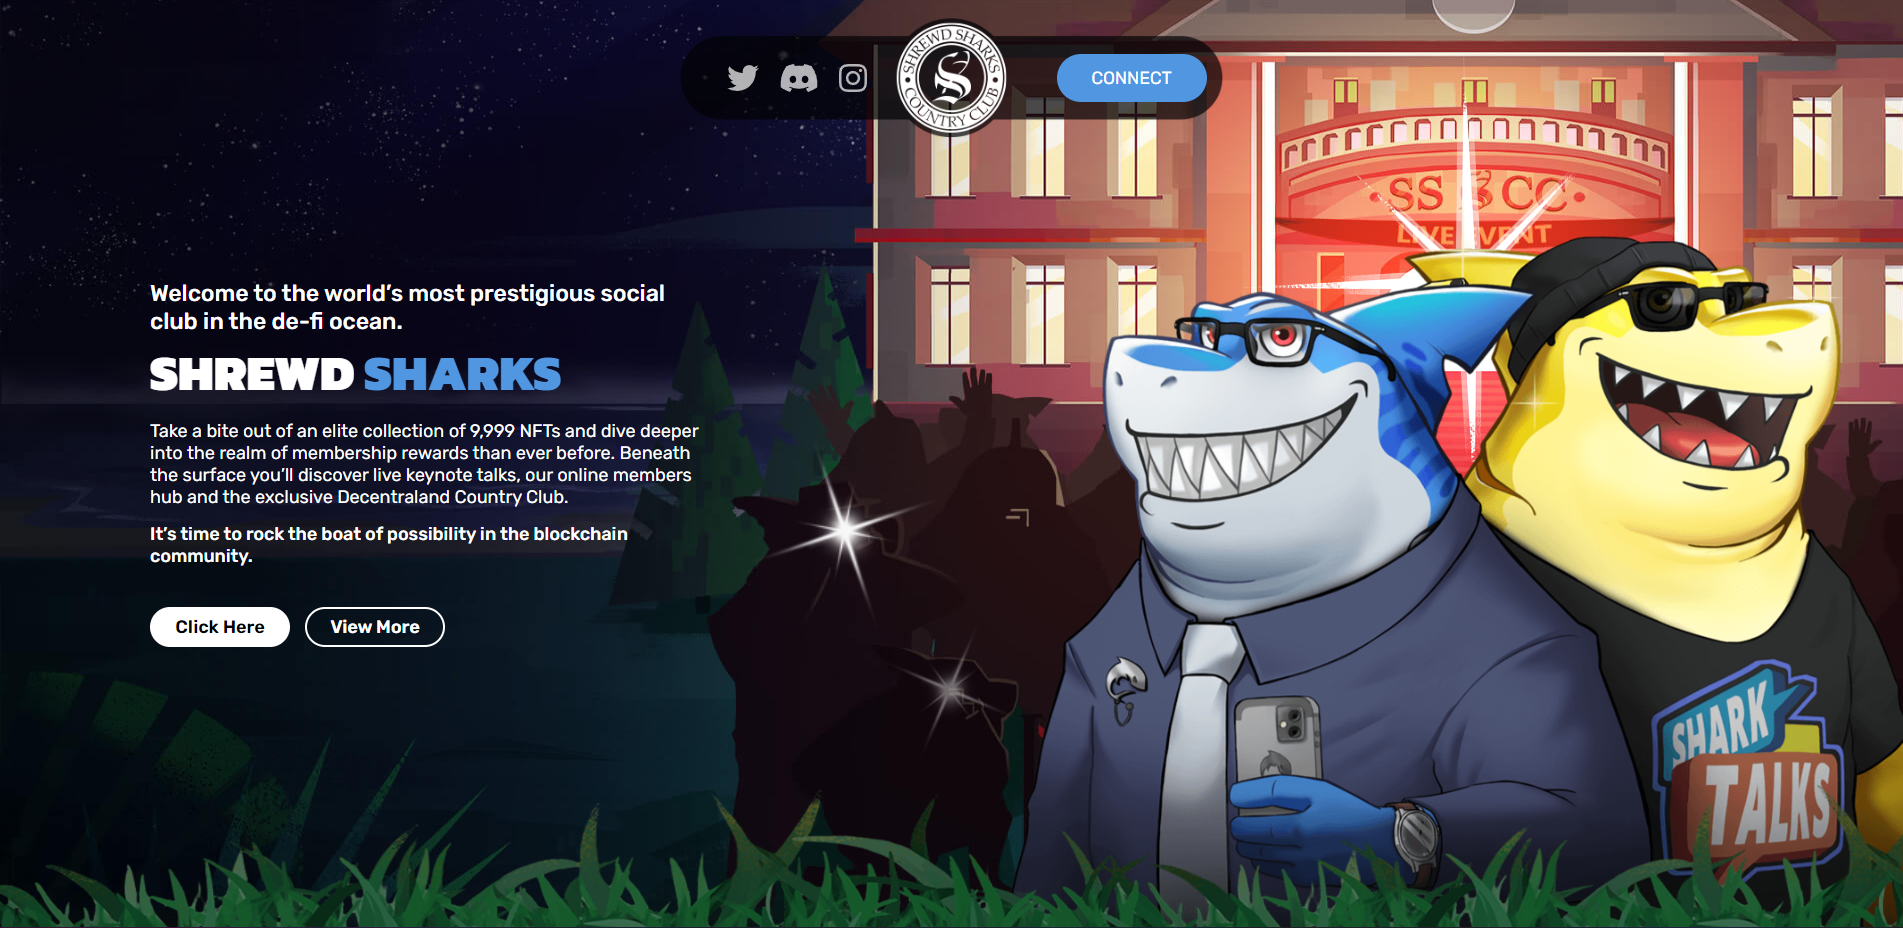 SHREWD SHARKS
COUNTRY CLUB
CONNECT
SS CC
LIVE EVENT
Welcome to the world's most prestigious social
club in the de-fi ocean.
SHREWD SHARKS
Take a bite out of an elite collection of 9,999 NFTs and dive deeper
into the realm of membership rewards than ever before. Beneath
the surface you'll discover live keynote talks, our online members
hub and the exclusive Decentraland Country Club.
It's time to rock the boat of possibility in the blockchain
community.
Click Here
View More
SHARK
TALKS